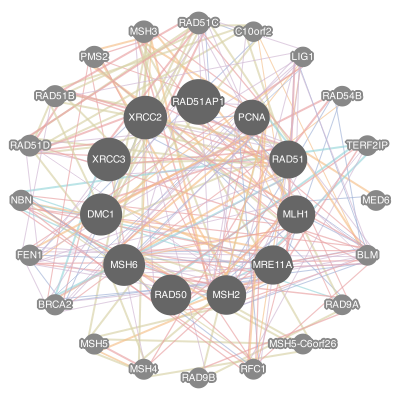 RAD51C
MSH3
C10orf2
PMS2
LIG1
RAD51B
RAD51AP1
RAD54B
XRCC2
PCNA
RAD51D
XRCC3
RAD51
TERF2IP
NBN
DMC1
MLH1
MED6
FEN1
MSH6
MRE11A
BLM
BRCA2
RAD50
MSH2
RAD9A
MSH5
MSH5-C6orf26
MSH4
RAD9B
RFC1